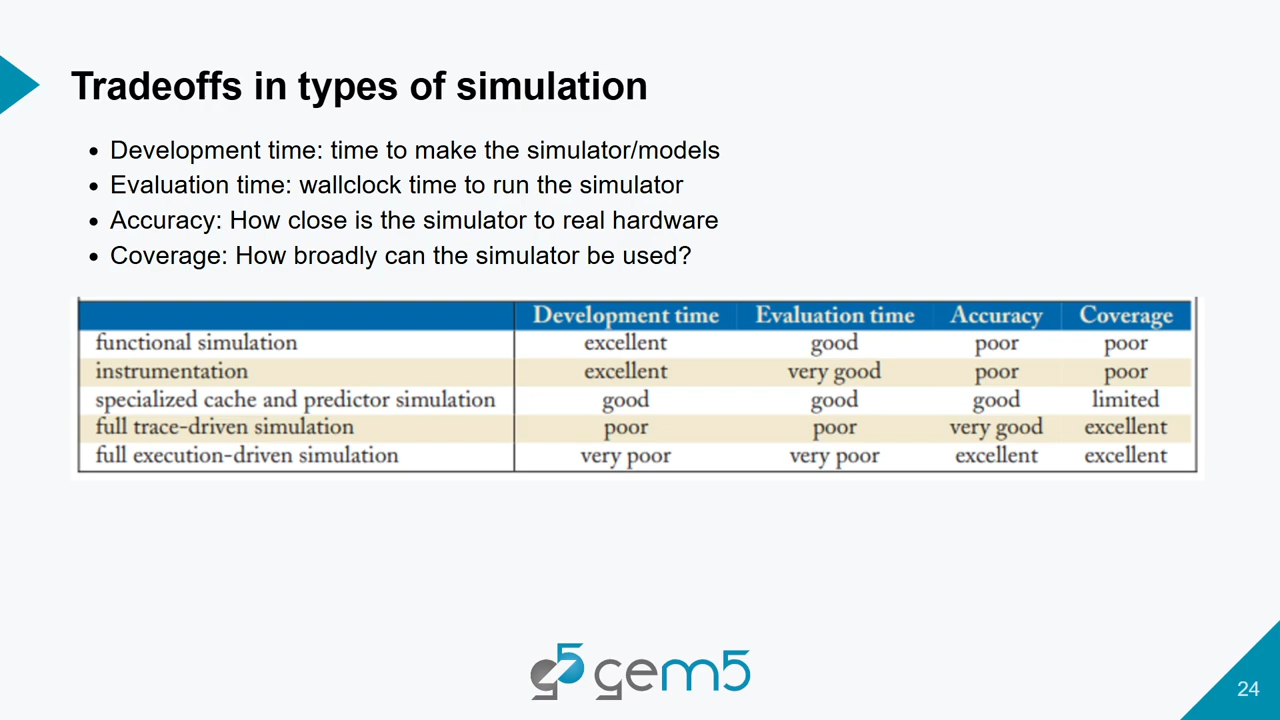 Tradeoffs in types of simulation
• Development time: time to make the simulator/models
• Evaluation time: wallclock time to run the simulator
• Accuracy: How close is the simulator to real hardware
• Coverage: How broadly can the simulator be used?
Development time Evaluation time Accuracy Coverage
functional simulation excellent good poor poor
instrumentation excellent very good poor poor
specialized cache and predictor simulation good good good limited
full trace-driven simulation poor poor very good excellent
full execution-driven simulation very poor very poor excellent excellent
g5 gem5
24